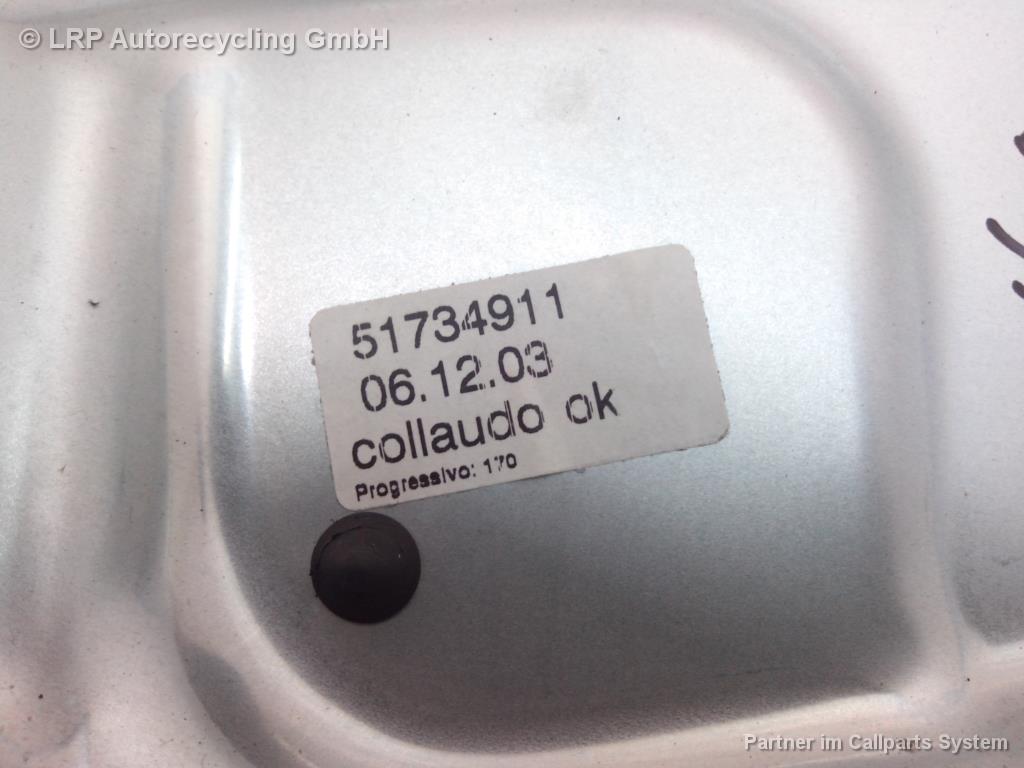 © LRP Autorecycling GmbH
51734911
06.12.03
collaudo ok
Progressivo: 170
Partner im Callparts System